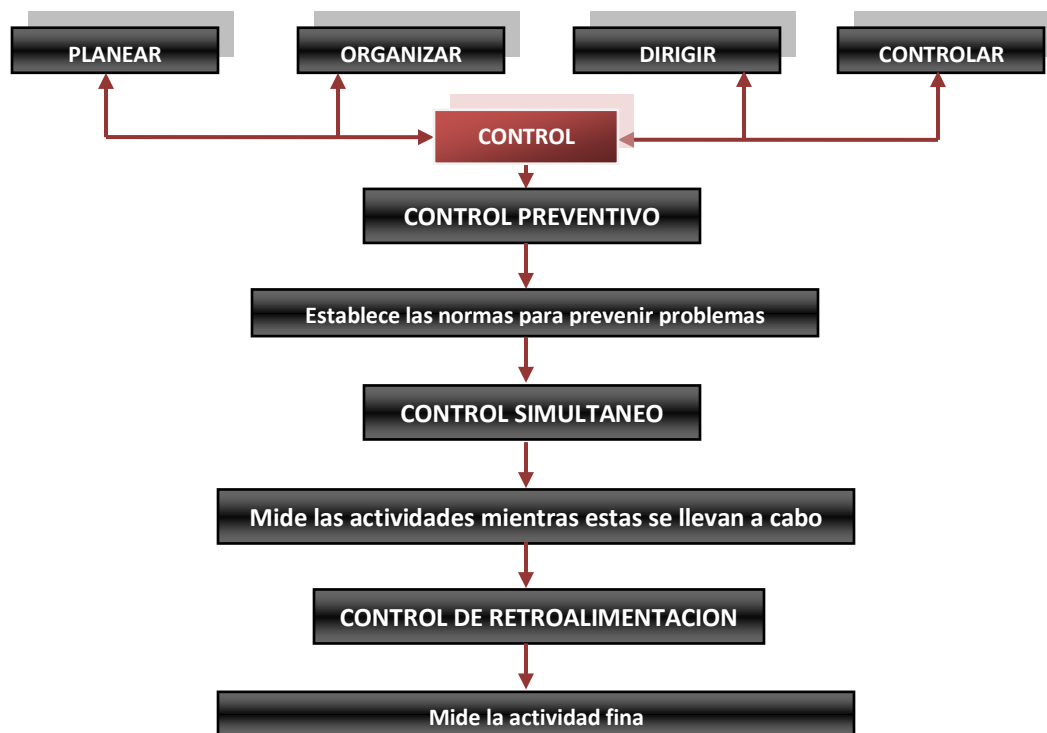 PLANEAR
ORGANIZAR
DIRIGIR
CONTROLAR
CONTROL
CONTROL PREVENTIVO
Establece las normas para prevenir problemas
CONTROL SIMULTANEO
Mide las actividades mientras estas se llevan a cabo
CONTROL DE RETROALIMENTACION
Mide la actividad fina